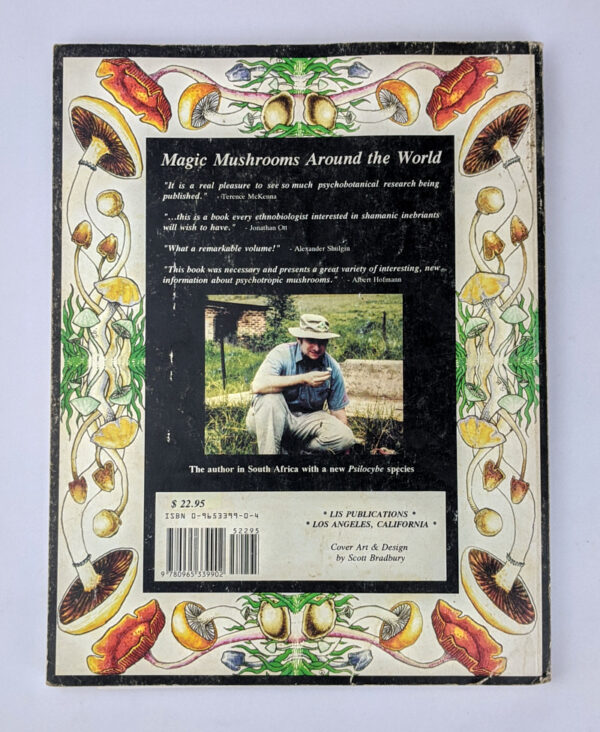 Magic Mushrooms Around the World
"It is a real pleasure to see so much psychobotanical research being
published." - Terence McKenna
"...this is a book every ethnobiologist interested in shamanic inebriants
will wish to have." - Jonathan Ott
"What a remarkable volume!" - Alexander Shulgin
"This book was necessary and presents a great variety of interesting, new
information about psychotropic mushrooms." - Albert Hofmann
The author in South Africa with a new Psilocybe species
$ 22.95
ISBN 0-9653399-0-4
52295
9 780965 339902
* LIS PUBLICATIONS *
* LOS ANGELES, CALIFORNIA *
Cover Art & Design
by Scott Bradbury